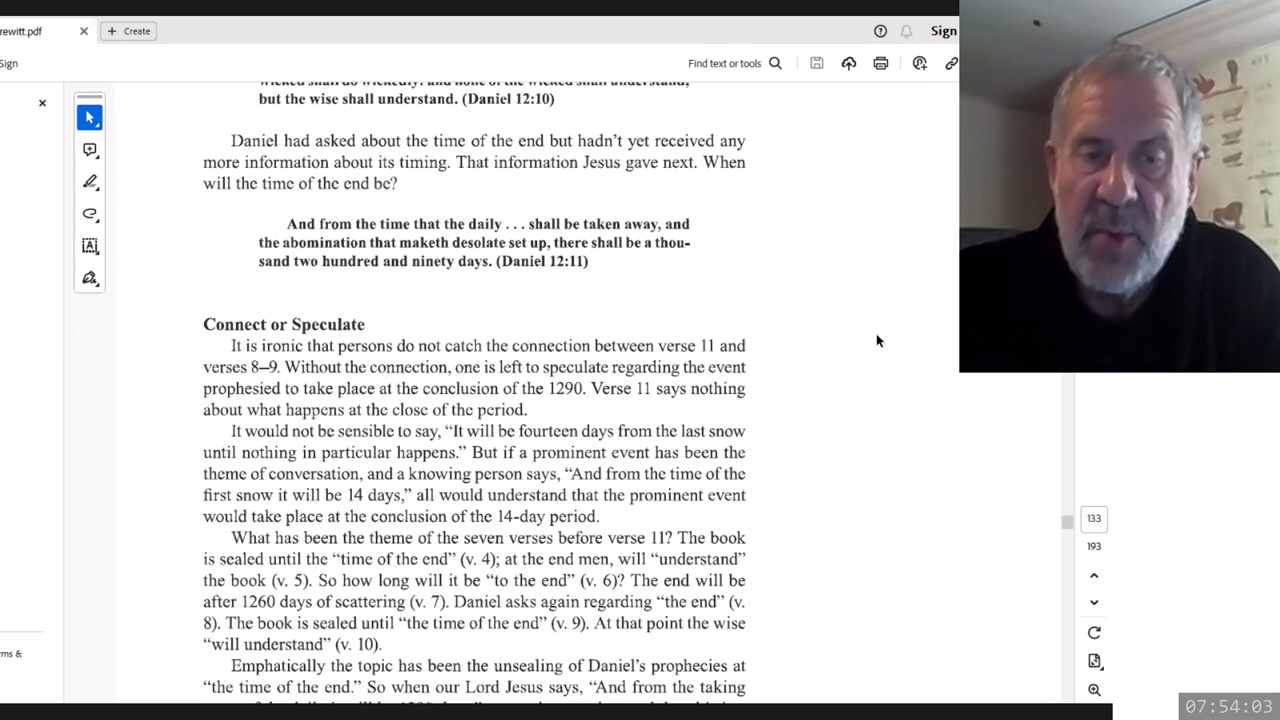 rewitt.pdf
Create
Sign
Sign
Find text or tools
wicked shall do wickedly: and none of the wicked shall understand;
but the wise shall understand. (Daniel 12:10)
Daniel had asked about the time of the end but hadn’t yet received any
more information about its timing. That information Jesus gave next. When
will the time of the end be?
And from the time that the daily . . . shall be taken away, and
the abomination that maketh desolate set up, there shall be a thou-
sand two hundred and ninety days. (Daniel 12:11)
Connect or Speculate
It is ironic that persons do not catch the connection between verse 11 and
verses 8–9. Without the connection, one is left to speculate regarding the event
prophesied to take place at the conclusion of the 1290. Verse 11 says nothing
about what happens at the close of the period.
It would not be sensible to say, “It will be fourteen days from the last snow
until nothing in particular happens.” But if a prominent event has been the
theme of conversation, and a knowing person says, “And from the time of the
first snow it will be 14 days,” all would understand that the prominent event
would take place at the conclusion of the 14-day period.
What has been the theme of the seven verses before verse 11? The book
is sealed until the “time of the end” (v. 4); at the end men, will “understand”
the book (v. 5). So how long will it be “to the end” (v. 6)? The end will be
after 1260 days of scattering (v. 7). Daniel asks again regarding “the end” (v.
8). The book is sealed until “the time of the end” (v. 9). At that point the wise
“will understand” (v. 10).
Emphatically the topic has been the unsealing of Daniel’s prophecies at
“the time of the end.” So when our Lord Jesus says, “And from the taking
133
193
rms &
07:54:03